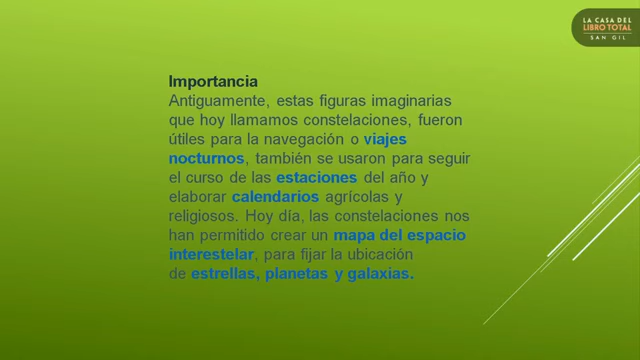 LA CASA DEL
LIBRO TOTAL
SAN GIL
Importancia
Antiguamente, estas figuras imaginarias
que hoy llamamos constelaciones, fueron
útiles para la navegación o viajes
nocturnos, también se usaron para seguir
el curso de las estaciones del año y
elaborar calendarios agrícolas y
religiosos. Hoy día, las constelaciones nos
han permitido crear un mapa del espacio
interestelar, para fijar la ubicación
de estrellas, planetas y galaxias.